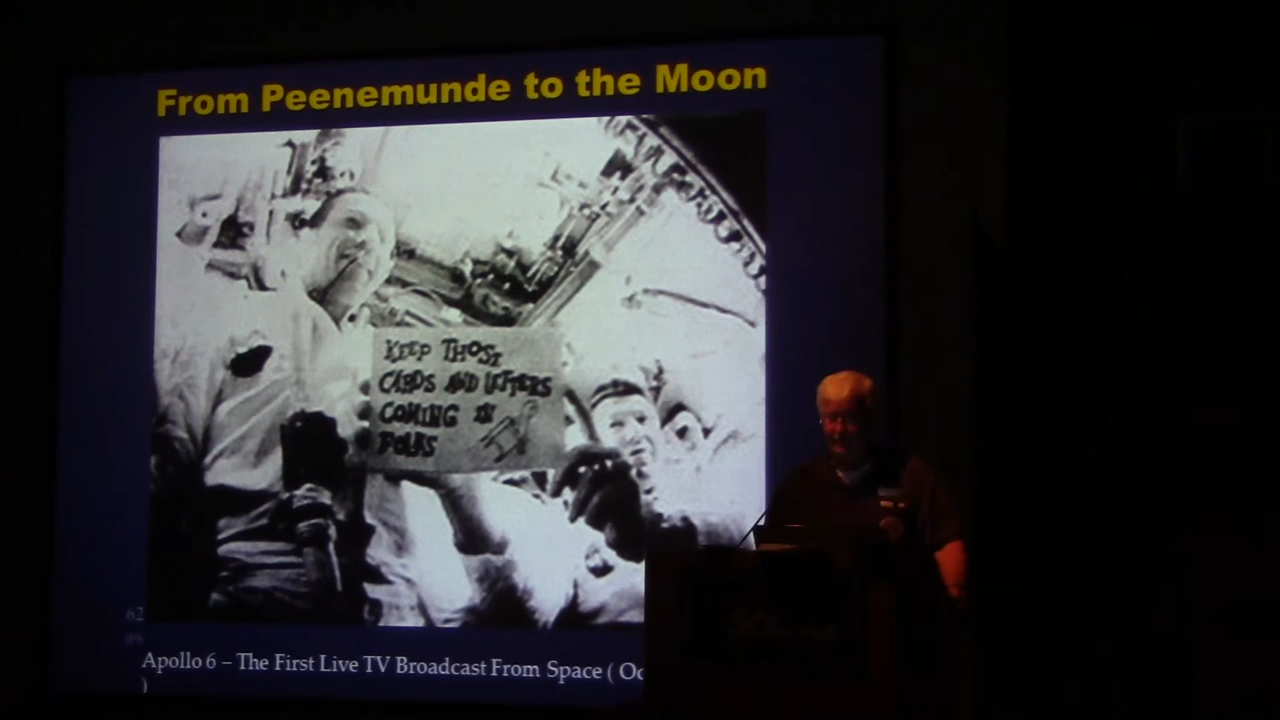 From Peenemunde to the Moon
KEEP THOSE
CARDS AND LETTERS
COMING IN
FOLKS
62
Apollo 6 – The First Live TV Broadcast From Space ( Oc
)